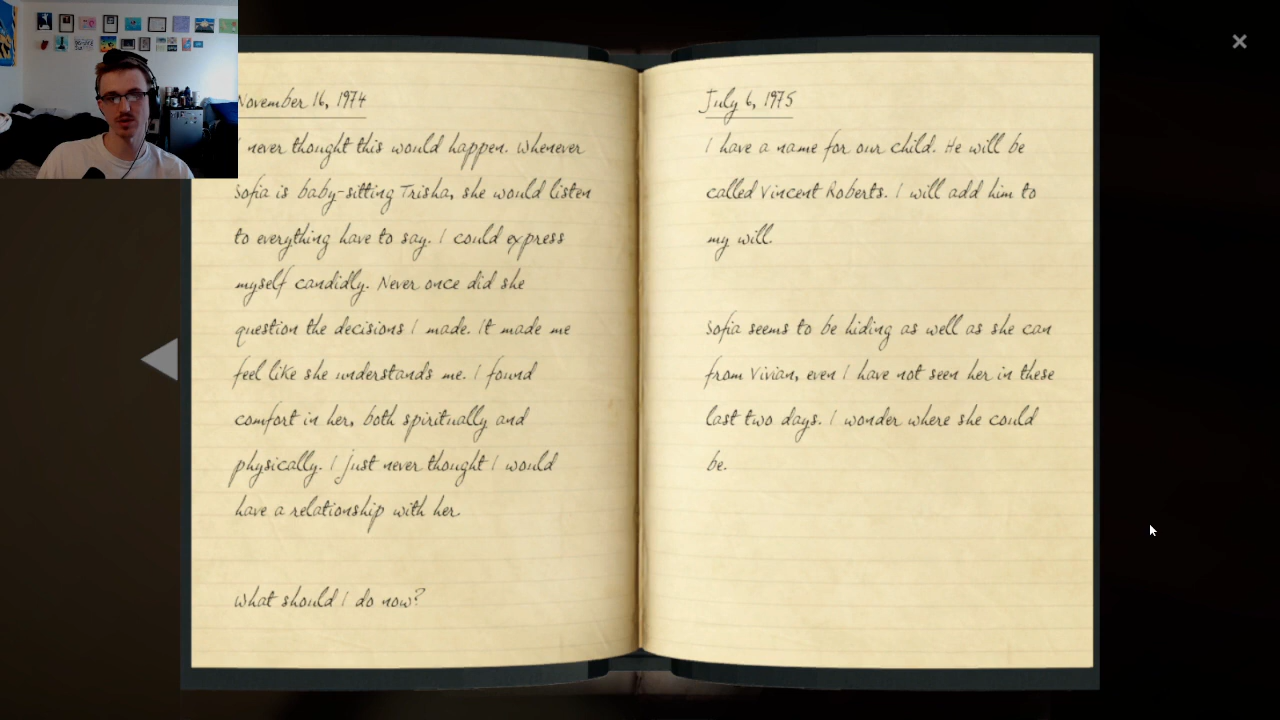 November 16, 1974
I never thought this would happen. Whenever
Sofia is baby-sitting Trisha, she would listen
to everything have to say. I could express
myself candidly. Never once did she
question the decisions I made. It made me
feel like she understands me. I found
comfort in her, both spiritually and
physically. I just never thought I would
have a relationship with her.
What should I do now?
July 6, 1975
I have a name for our child. He will be
called Vincent Roberts. I will add him to
my will.
Sofia seems to be hiding as well as she can
from Vivian, even I have not seen her in these
last two days. I wonder where she could
be.